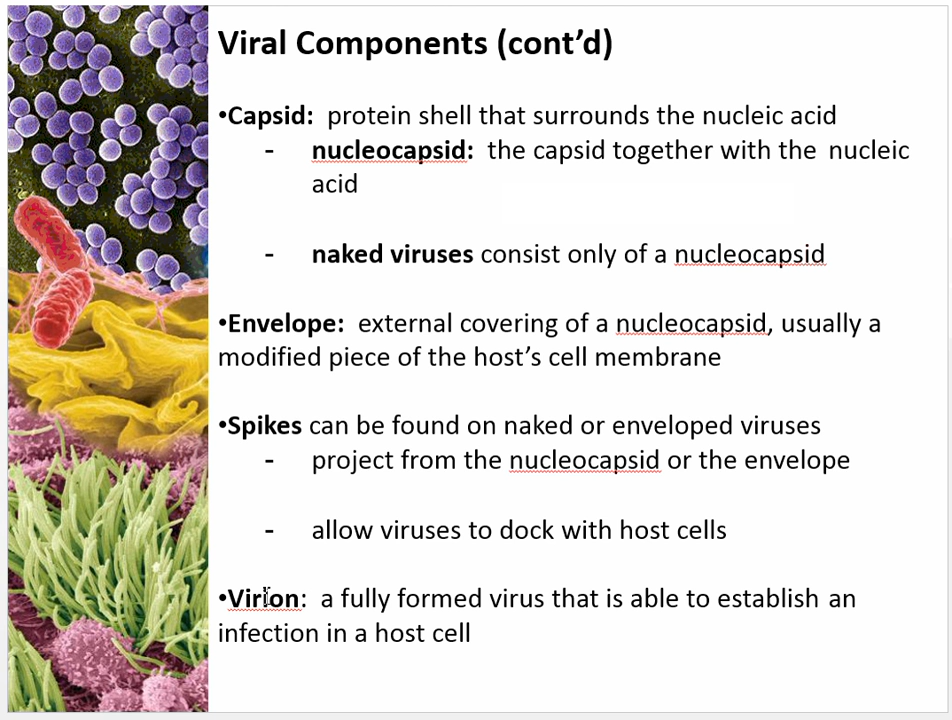 Viral Components (cont’d)
•Capsid: protein shell that surrounds the nucleic acid
- nucleocapsid: the capsid together with the nucleic
acid
- naked viruses consist only of a nucleocapsid
•Envelope: external covering of a nucleocapsid, usually a
modified piece of the host’s cell membrane
•Spikes can be found on naked or enveloped viruses
- project from the nucleocapsid or the envelope
- allow viruses to dock with host cells
•Virion: a fully formed virus that is able to establish an
infection in a host cell